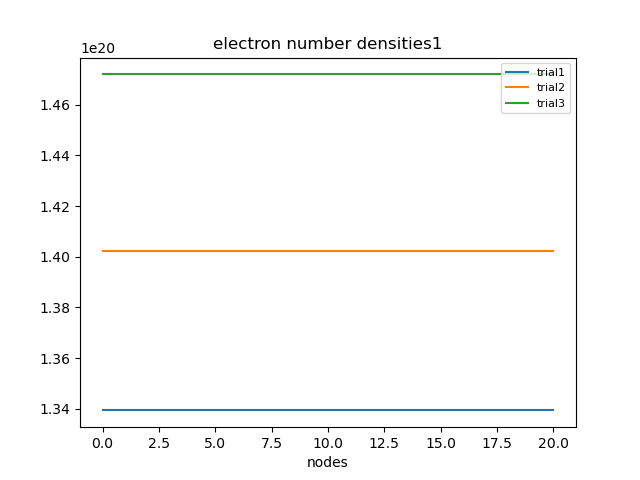 electron number densities1
1e20
trial1
trial2
trial3
1.46
1.44
1.42
1.40
1.38
1.36
1.34
0.0 2.5 5.0 7.5 10.0 12.5 15.0 17.5 20.0
nodes